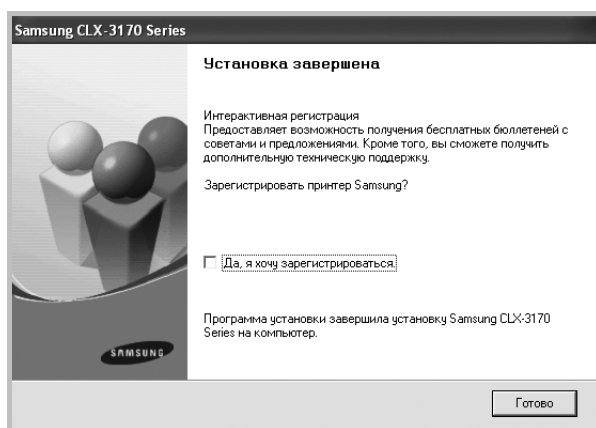 Samsung CLX-3170 Series
Установка завершена
Интерактивная регистрация
Предоставляет возможность получения бесплатных бюллетеней с
советами и предложениями. Кроме того, вы сможете получить
дополнительную техническую поддержку.
Зарегистрировать принтер Samsung?
Да, я хочу зарегистрироваться.
Программа установки завершила установку Samsung CLX-3170
Series на компьютер.
SAMSUNG
Готово